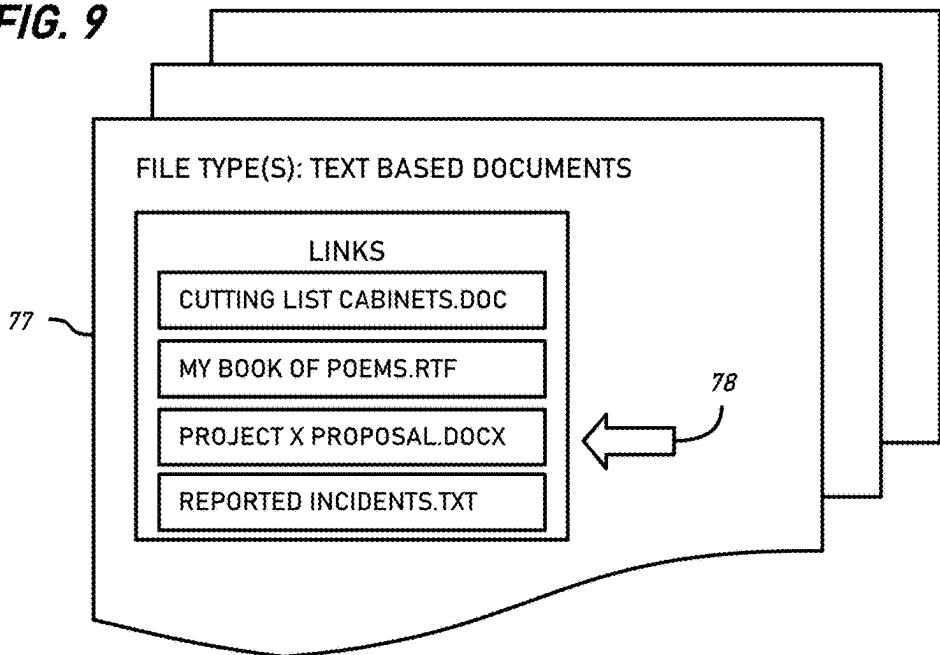 FIG. 9
FILE TYPE(S): TEXT BASED DOCUMENTS
LINKS
CUTTING LIST CABINETS.DOC
77
MY BOOK OF POEMS.RTF
78
PROJECT X PROPOSAL.DOCX
REPORTED INCIDENTS.TXT